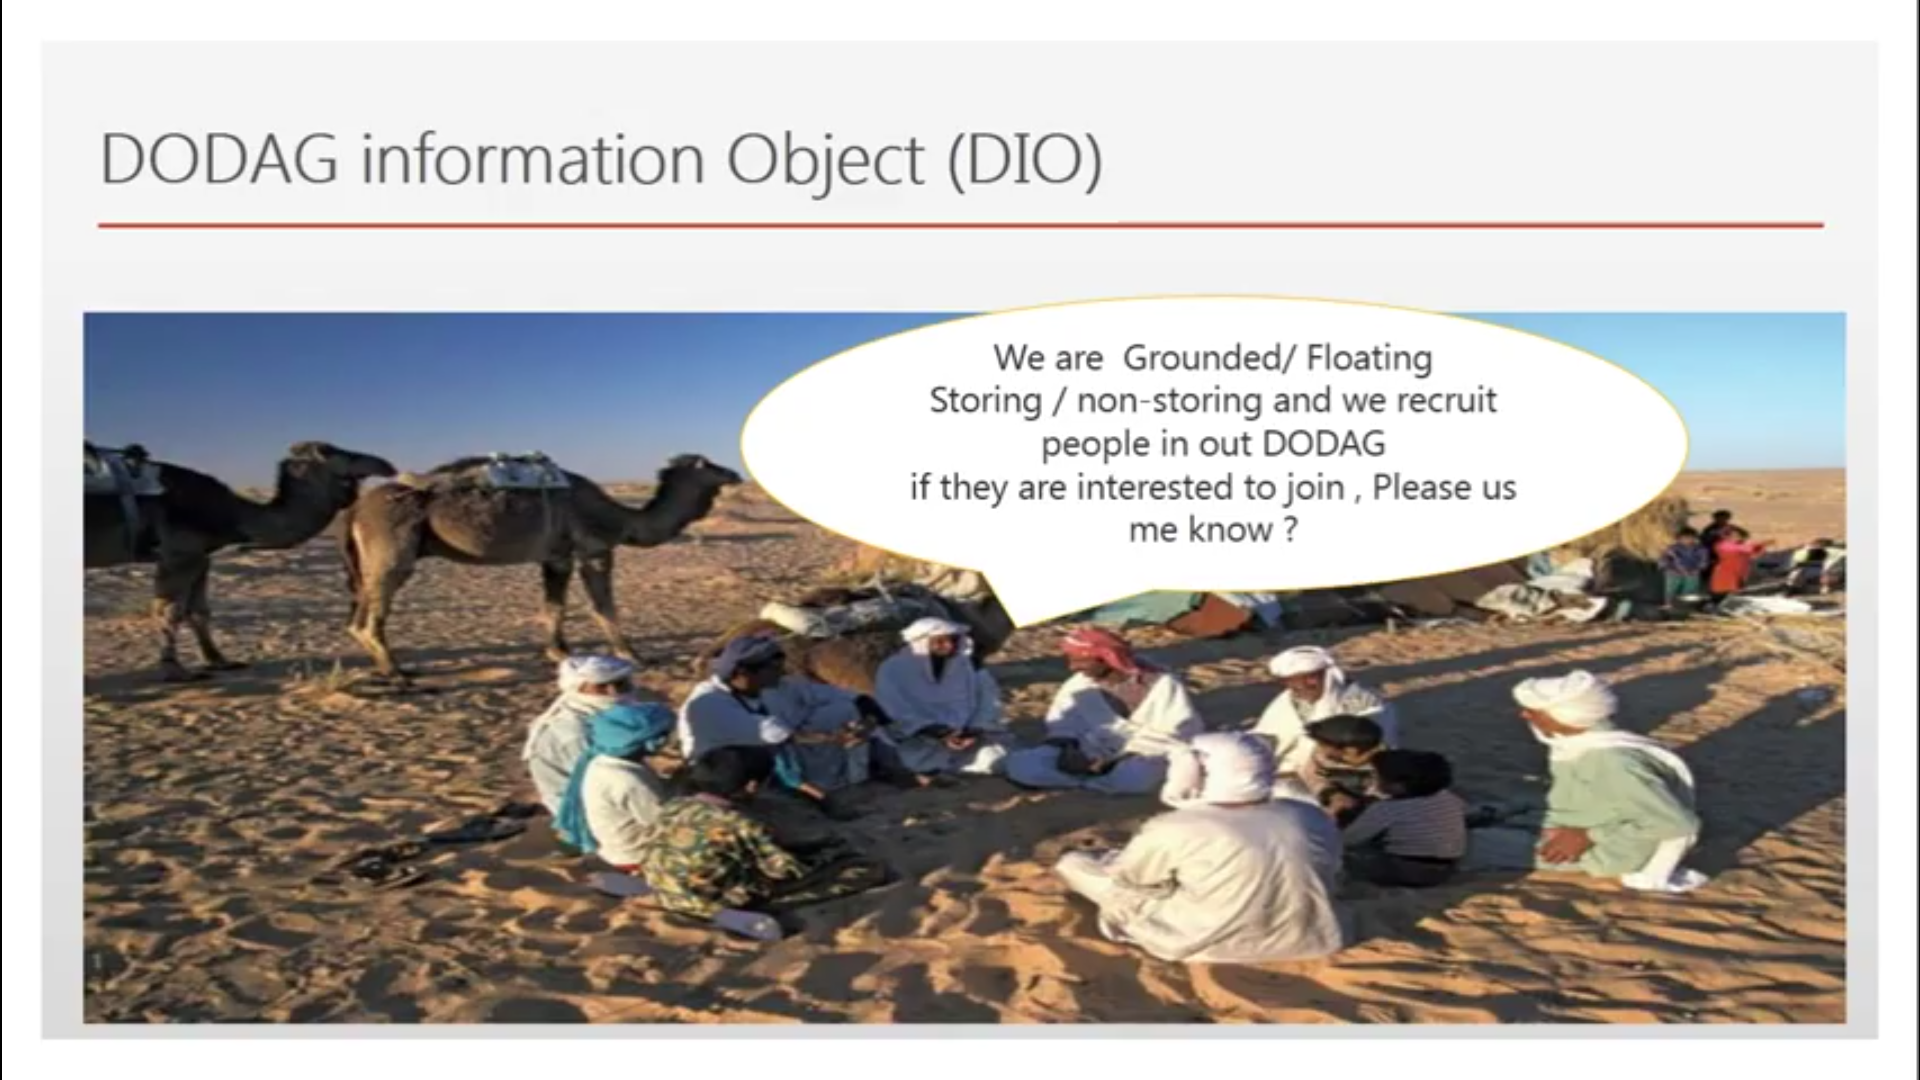 DODAG information Object (DIO)
We are Grounded/ Floating
Storing / non-storing and we recruit
people in out DODAG
if they are interested to join , Please us
me know ?